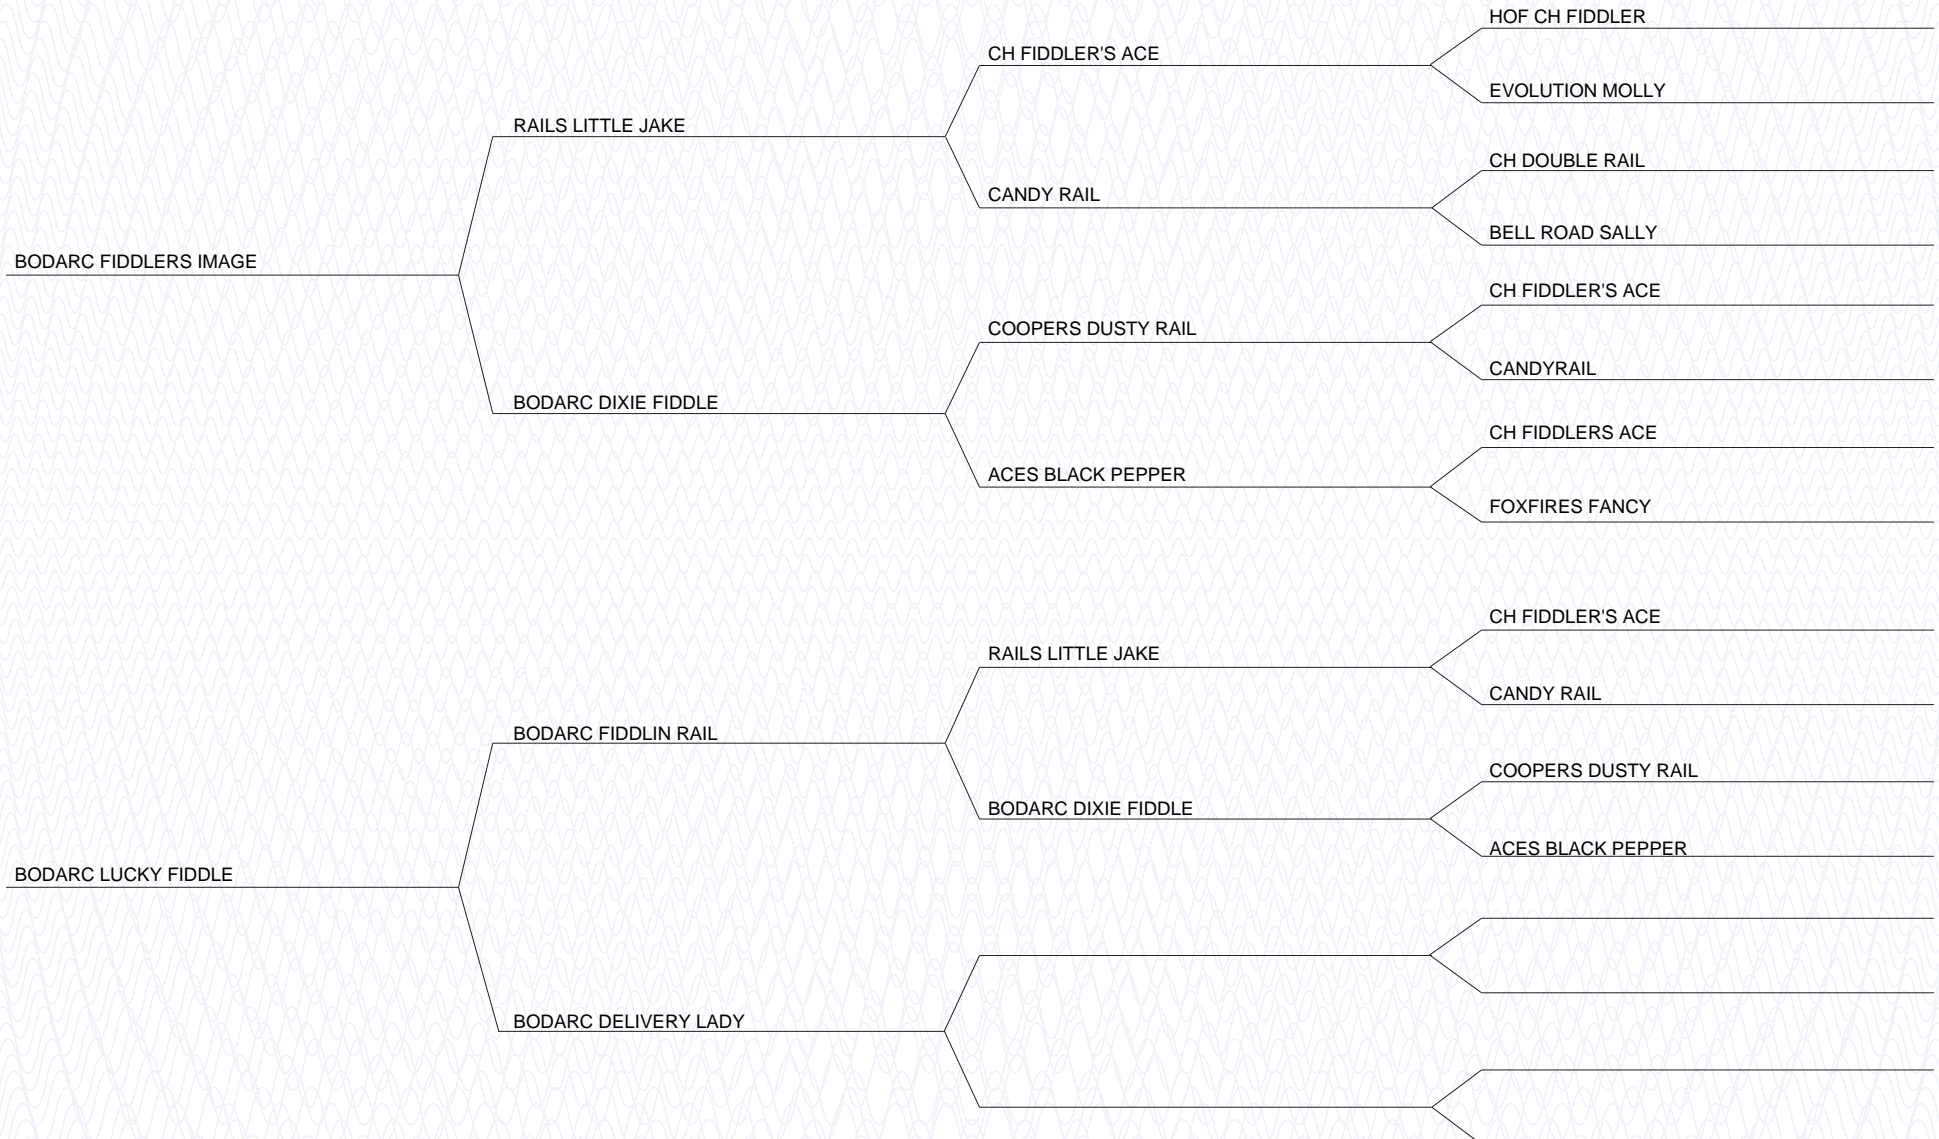 HOF CH FIDDLER
CH FIDDLER'S ACE
EVOLUTION MOLLY
RAILS LITTLE JAKE
CH DOUBLE RAIL
CANDY RAIL
BELL ROAD SALLY
BODARC FIDDLERS IMAGE
CH FIDDLER'S ACE
COOPERS DUSTY RAIL
CANDYRAIL
BODARC DIXIE FIDDLE
CH FIDDLERS ACE
ACES BLACK PEPPER
FOXFIRES FANCY
CH FIDDLER'S ACE
RAILS LITTLE JAKE
CANDY RAIL
BODARC FIDDLIN RAIL
COOPERS DUSTY RAIL
BODARC DIXIE FIDDLE
ACES BLACK PEPPER
BODARC LUCKY FIDDLE
BODARC DELIVERY LADY